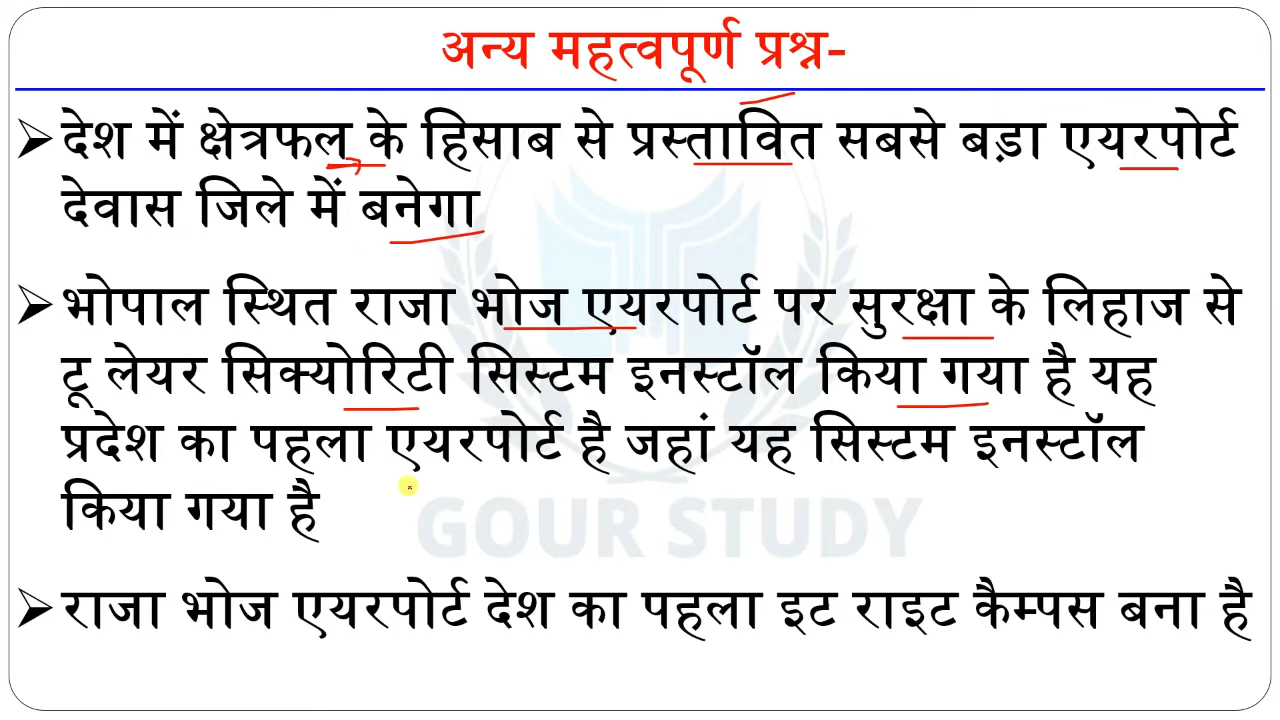 अन्य महत्वपूर्ण प्रश्न-
➢ देश में क्षेत्रफल के हिसाब से प्रस्तावित सबसे बड़ा एयरपोर्ट
देवास जिले में बनेगा
➢ भोपाल स्थित राजा भोज एयरपोर्ट पर सुरक्षा के लिहाज से
टू लेयर सिक्योरिटी सिस्टम इनस्टॉल किया गया है यह
प्रदेश का पहला एयरपोर्ट है जहां यह सिस्टम इनस्टॉल
किया गया है
GOUR STUDY
➢ राजा भोज एयरपोर्ट देश का पहला इट राइट कैम्पस बना है